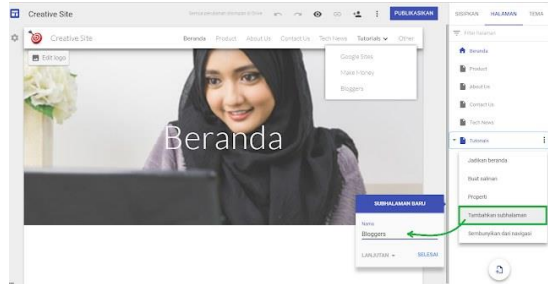 Creative Site
PUBLIKASIKAN
SISIPKAN HALAMAN TEMA
Creative Site
Beranda Product About Us Contact Us Tech News Tutorials Other
Edit logo
Google Sites
Make Money
Bloggers
Beranda
Beranda
Product
About Us
Contact Us
Tech News
Tutorials
Jadikan beranda
Buat salinan
Properti
Tambahkan subhalaman
Sembunyikan dari navigasi
SUBHALAMAN BARU
Nama
Bloggers
LANJUTAN
SELESAI